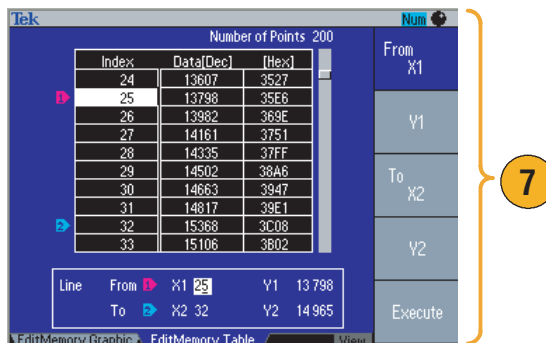 Tek
Num
Number of Points 200
Index Data[Dec] [Hex]
24 13607 3527
1 25 13798 35E6
26 13982 369E
27 14161 3751
28 14335 37FF
29 14502 38A6
30 14663 3947
31 14817 39E1
2 32 15368 3C08
33 15106 3B02
Line From 1 X1 25 Y1 13 798
To 2 X2 32 Y2 14 965
EditMemory Graphic EditMemory Table View
From
X1
Y1
To
X2
Y2
Execute
7